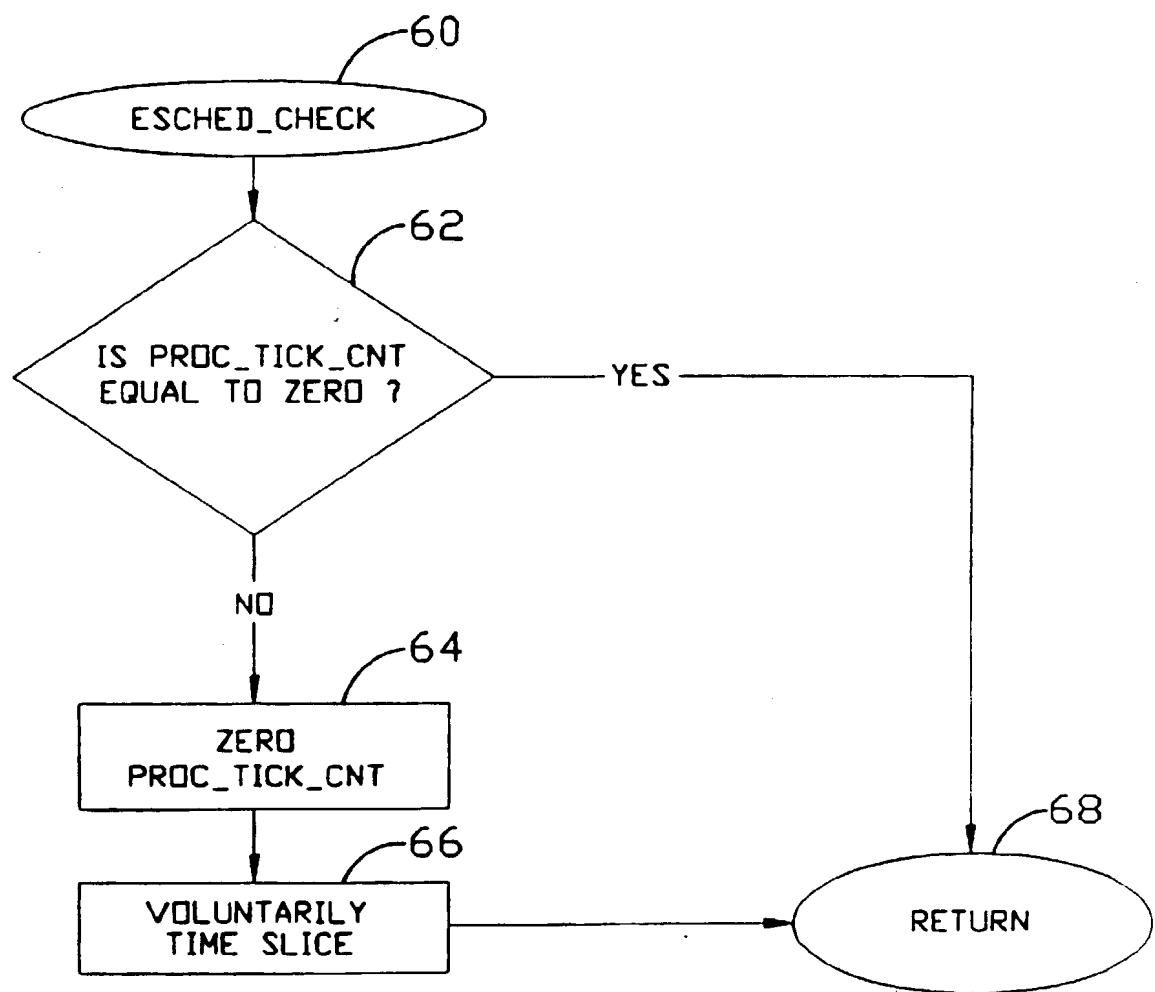 60
ESCHED_CHECK
62
IS PROC_TICK_CNT
EQUAL TO ZERO ?
YES
NO
64
ZERO
PROC_TICK_CNT
66
VOLUNTARILY
TIME SLICE
68
RETURN